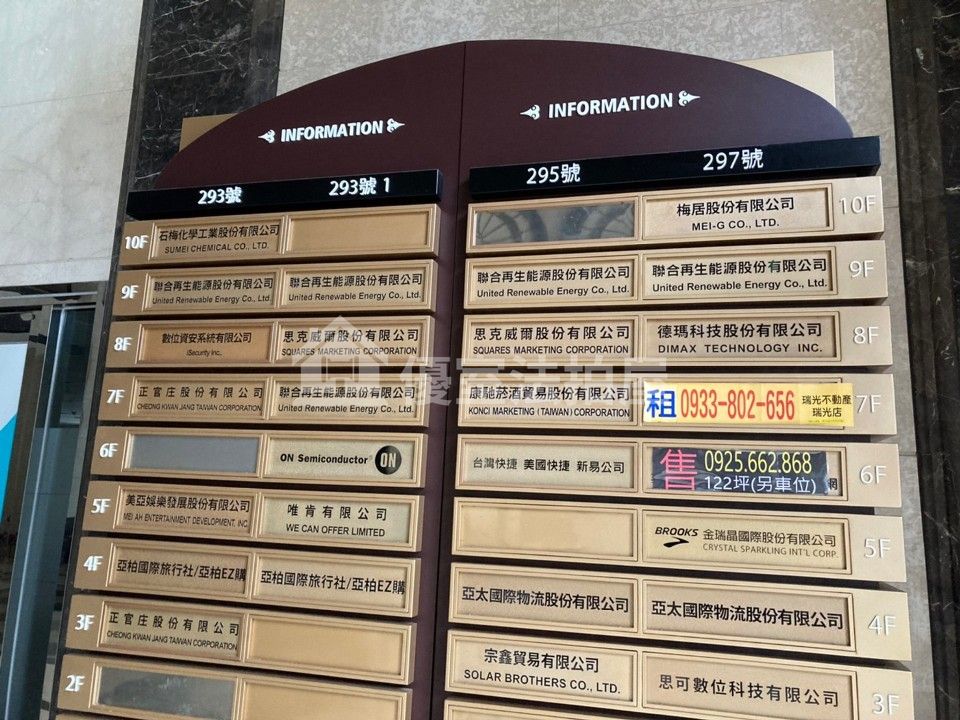 INFORMATION
INFORMATION
293號
293號 1
295號
297號
10F
石梅化學工業股份有限公司
SUMEI CHEMICAL CO., LTD.
梅居股份有限公司
MEI-G CO., LTD.
10F
9F
聯合再生能源股份有限公司
United Renewable Energy Co., Ltd.
聯合再生能源股份有限公司
United Renewable Energy Co., Ltd.
聯合再生能源股份有限公司
United Renewable Energy Co., Ltd.
聯合再生能源股份有限公司
United Renewable Energy Co., Ltd.
9F
8F
數位資安系統有限公司
iSecurity Inc.
思克威爾股份有限公司
SQUARES MARKETING CORPORATION
思克威爾股份有限公司
SQUARES MARKETING CORPORATION
德瑪科技股份有限公司
DIMAX TECHNOLOGY INC.
8F
優室法拍屋
7F
正官庄股份有限公司
CHEONG KWAN JANG TAIWAN CORPORATION
聯合再生能源股份有限公司
United Renewable Energy Co., Ltd.
康馳菸酒貿易股份有限公司
KONCI MARKETING (TAIWAN) CORPORATION
租 0933-802-656
瑞光不動產
瑞光店
7F
6F
ON Semiconductor ON
台灣快捷 美國快捷 新易公司
售 0925.662.868
122坪(另車位)
網
6F
5F
美亞娛樂發展股份有限公司
MEI AH ENTERTAINMENT DEVELOPMENT, INC.
唯肯有限公司
WE CAN OFFER LIMITED
BROOKS 金瑞晶國際股份有限公司
CRYSTAL SPARKLING INT'L CORP.
5F
4F
亞柏國際旅行社/亞柏EZ購
亞柏國際旅行社/亞柏EZ購
亞太國際物流股份有限公司
亞太國際物流股份有限公司
4F
3F
正官庄股份有限公司
CHEONG KWAN JANG TAIWAN CORPORATION
宗鑫貿易有限公司
SOLAR BROTHERS CO., LTD.
思可數位科技有限公司
3F
2F